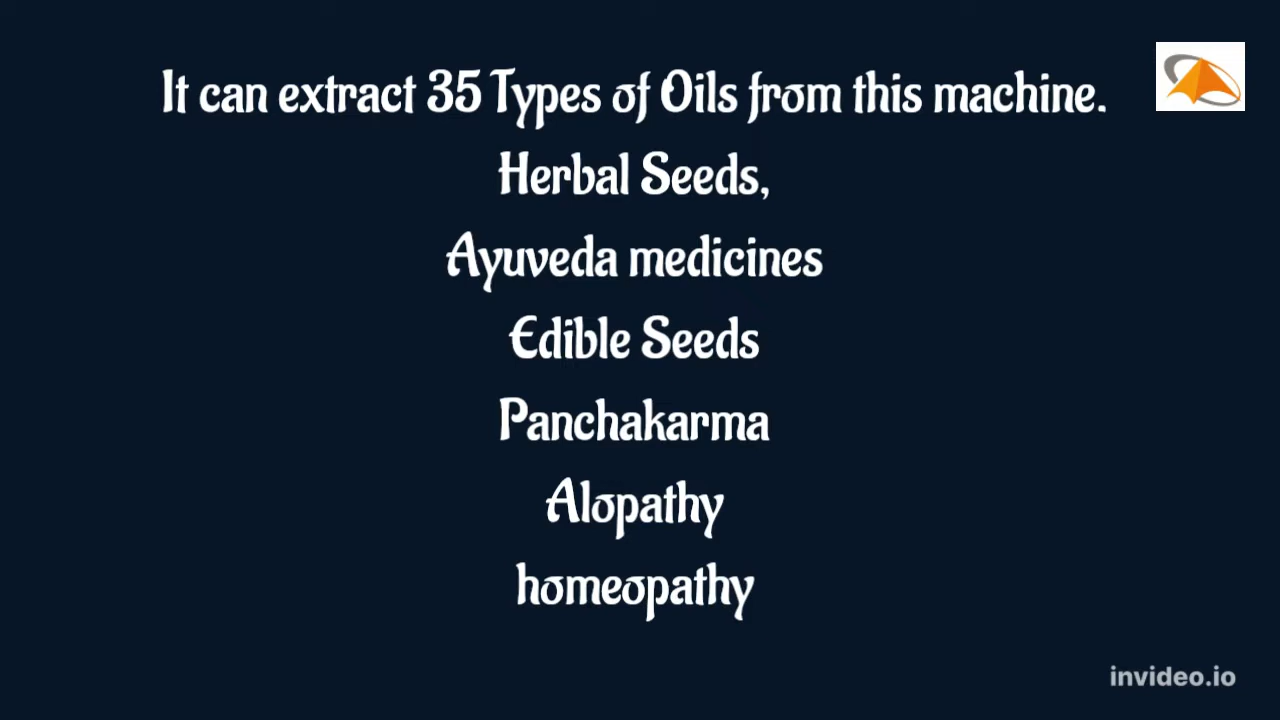 It can extract 35 Types of Oils from this machine.
Herbal Seeds,
Ayuveda medicines
Edible Seeds
Panchakarma
Alopathy
homeopathy
invideo.io